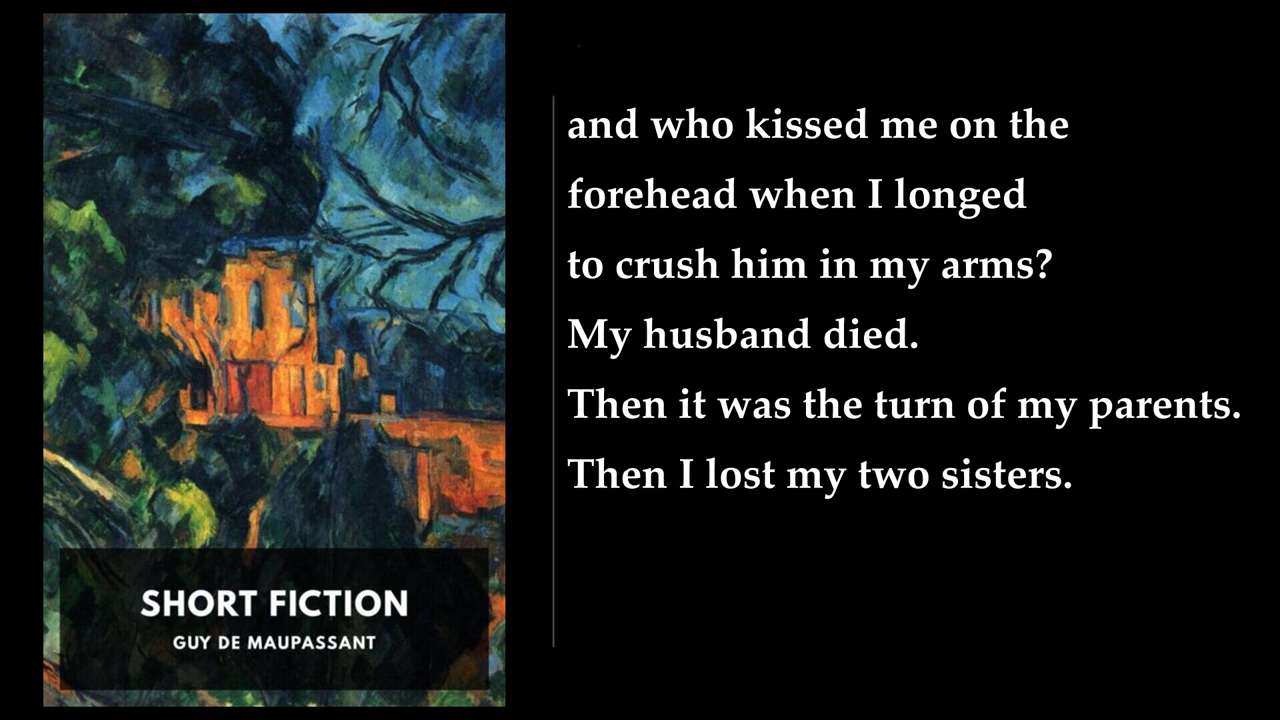 SHORT FICTION
GUY DE MAUPASSANT
and who kissed me on the
forehead when I longed
to crush him in my arms?
My husband died.
Then it was the turn of my parents.
Then I lost my two sisters.